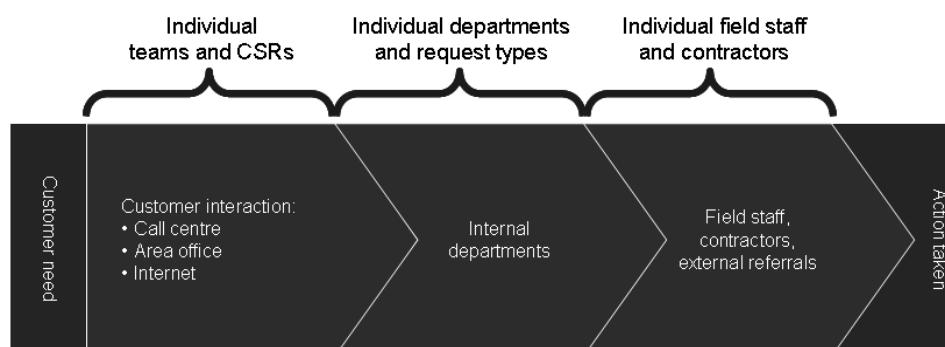 Individual
teams and CSRs
Individual departments
and request types
Individual field staff
and contractors
Customer need
Customer interaction:
• Call centre
• Area office
• Internet
Internal
departments
Field staff,
contractors,
external referrals
Action taken